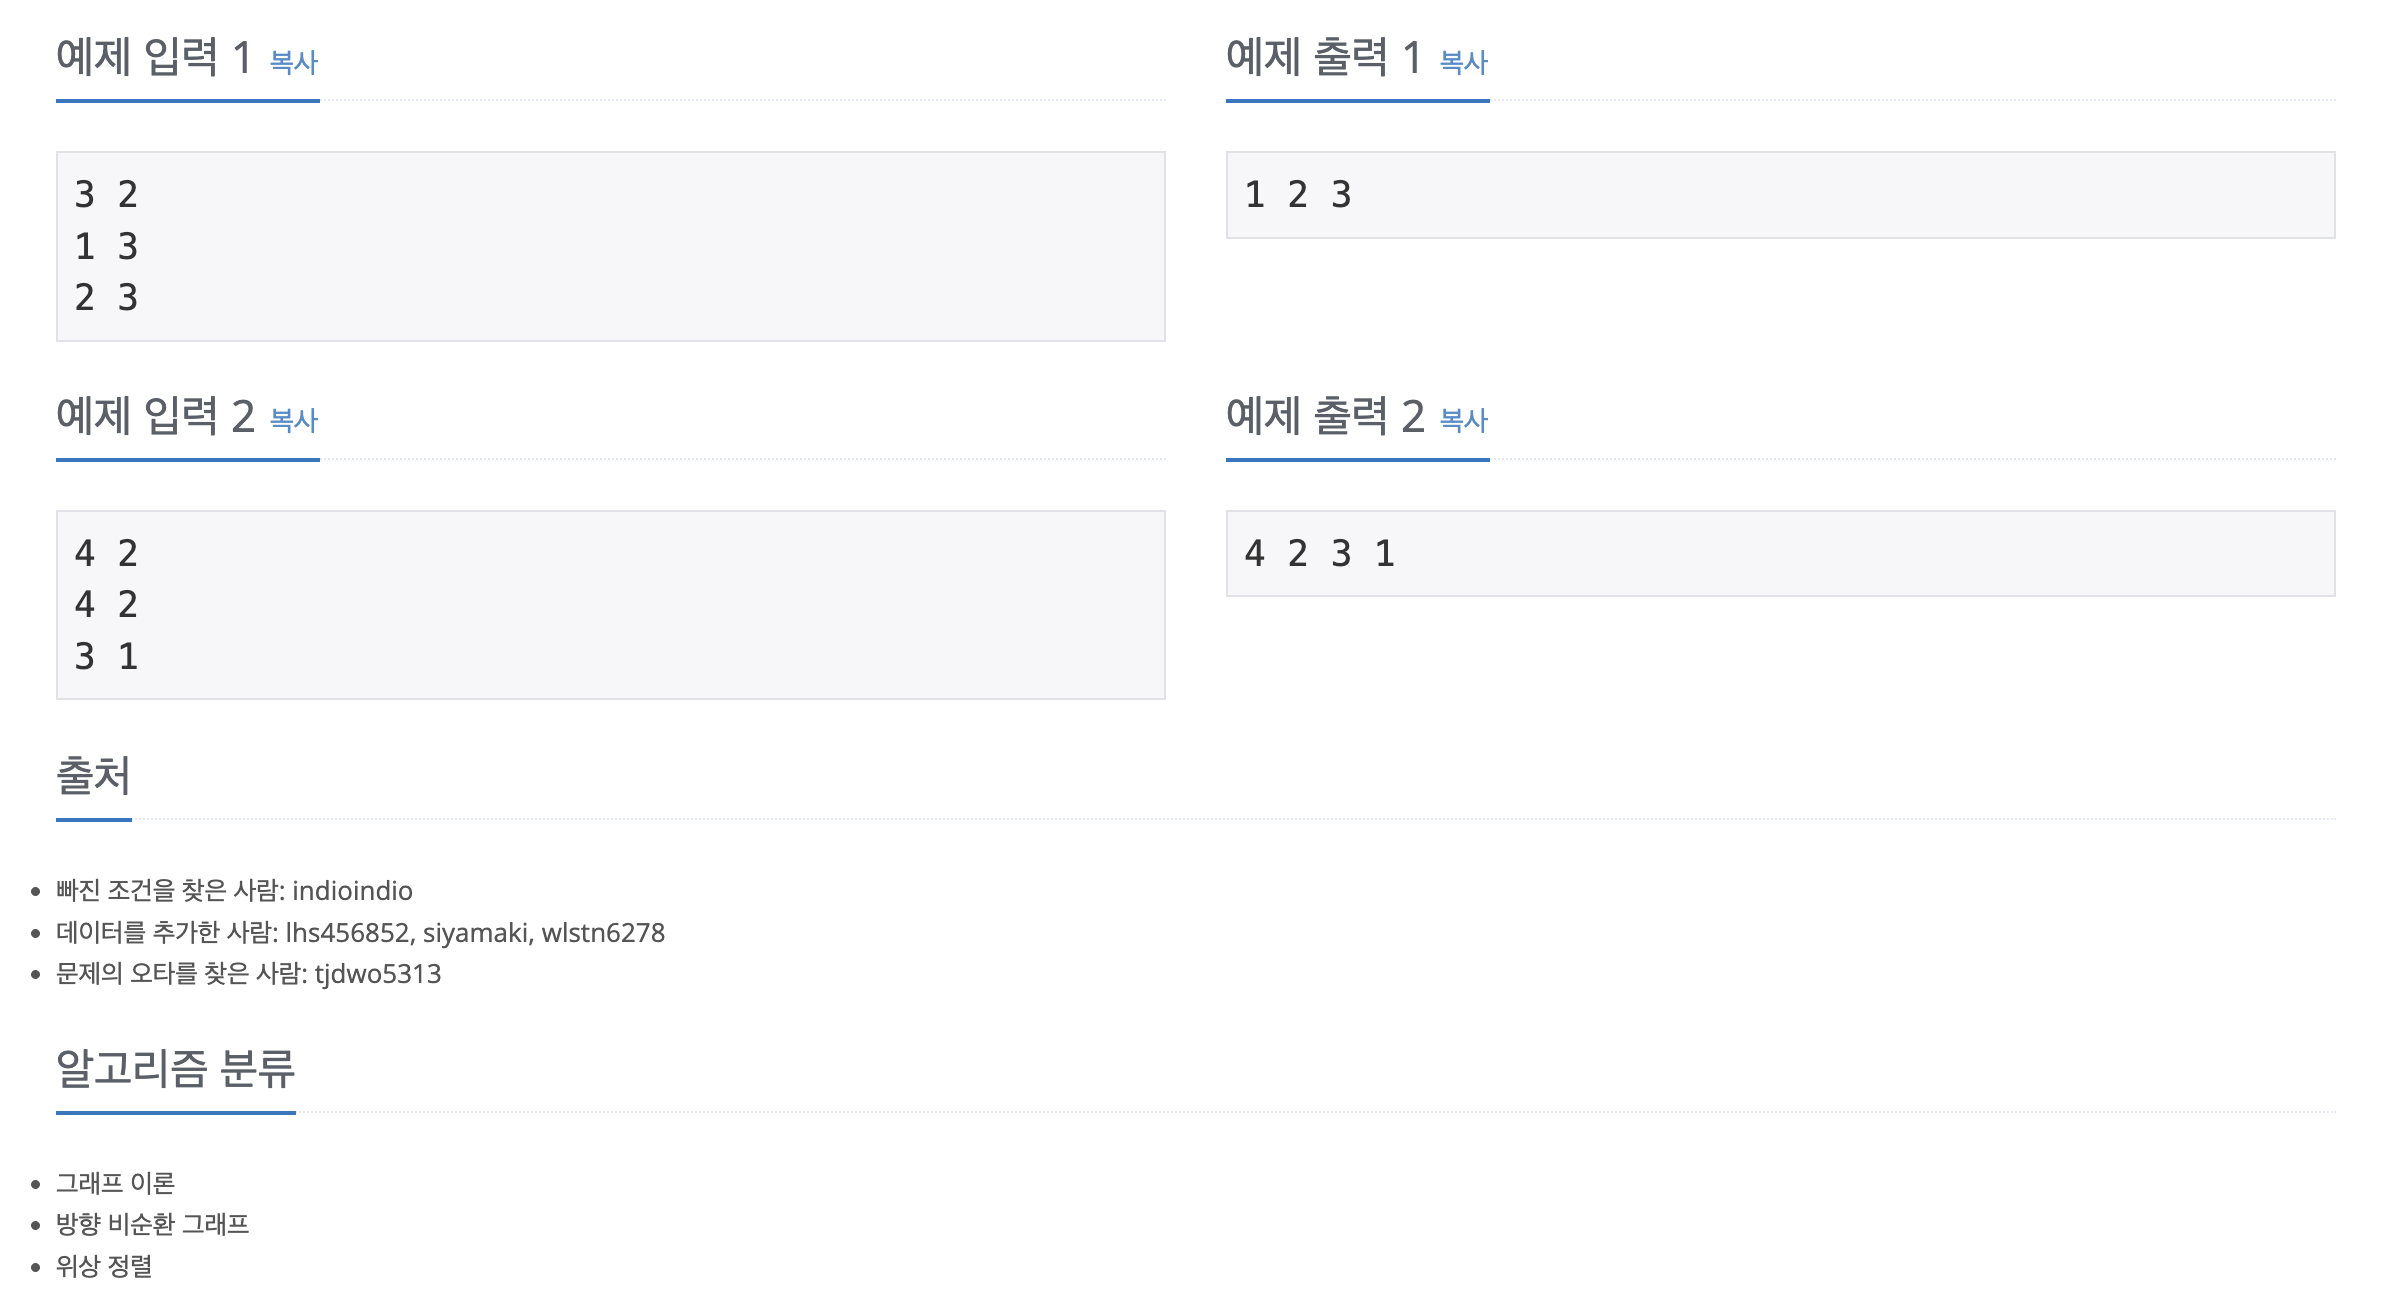 예제 입력 1 복사
3 2
1 3
2 3
예제 출력 1 복사
1 2 3
예제 입력 2 복사
4 2
4 2
3 1
예제 출력 2 복사
4 2 3 1
출처
빠진 조건을 찾은 사람: indioindio
데이터를 추가한 사람: lhs456852, siyamaki, wlstn6278
문제의 오타를 찾은 사람: tjdwo5313
알고리즘 분류
그래프 이론
방향 비순환 그래프
위상 정렬